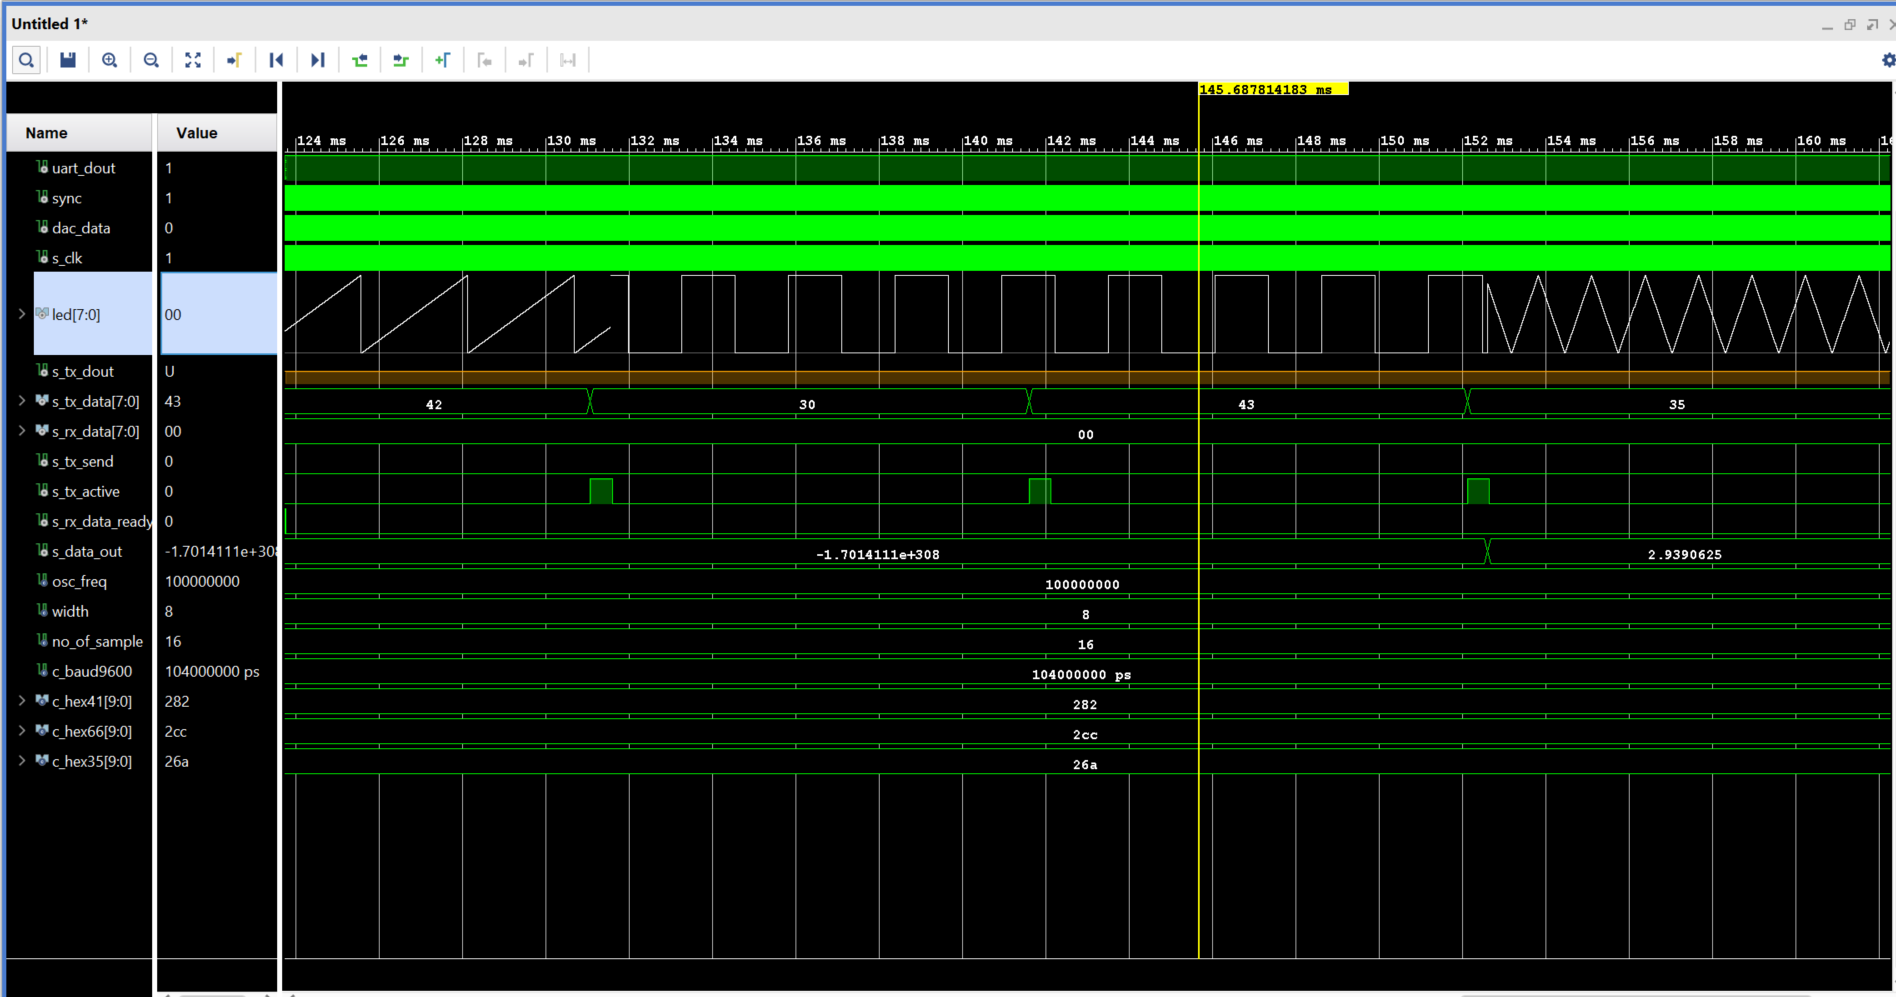 Untitled 1*
145.687814183 ms
Name Value
124 ms 126 ms 128 ms 130 ms 132 ms 134 ms 136 ms 138 ms 140 ms 142 ms 144 ms 146 ms 148 ms 150 ms 152 ms 154 ms 156 ms 158 ms 160 ms
uart_dout 1
sync 1
dac_data 0
s_clk 1
led[7:0] 00
s_tx_dout U
s_tx_data[7:0] 43 42 30 43 35
s_rx_data[7:0] 00 00
s_tx_send 0
s_tx_active 0
s_rx_data_ready 0
s_data_out -1.7014111e+308 -1.7014111e+308 2.9390625
osc_freq 100000000 100000000
width 8 8
no_of_sample 16 16
c_baud9600 104000000 ps 104000000 ps
c_hex41[9:0] 282 282
c_hex66[9:0] 2cc 2cc
c_hex35[9:0] 26a 26a